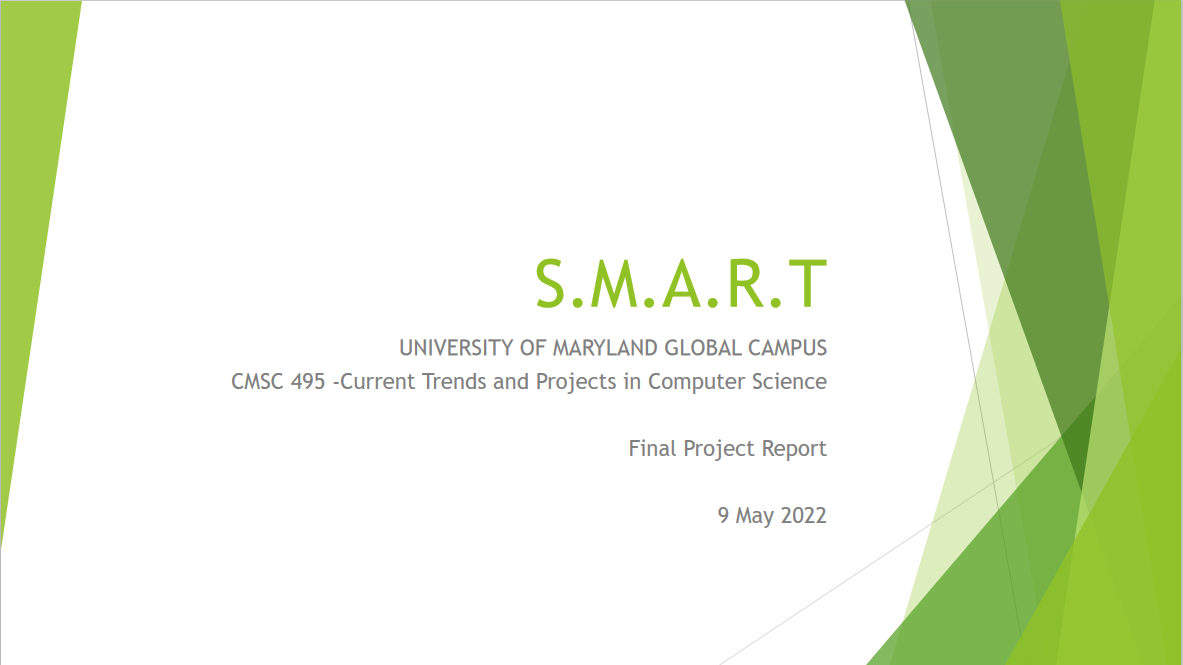 S.M.A.R.T
UNIVERSITY OF MARYLAND GLOBAL CAMPUS
CMSC 495 -Current Trends and Projects in Computer Science
Final Project Report
9 May 2022